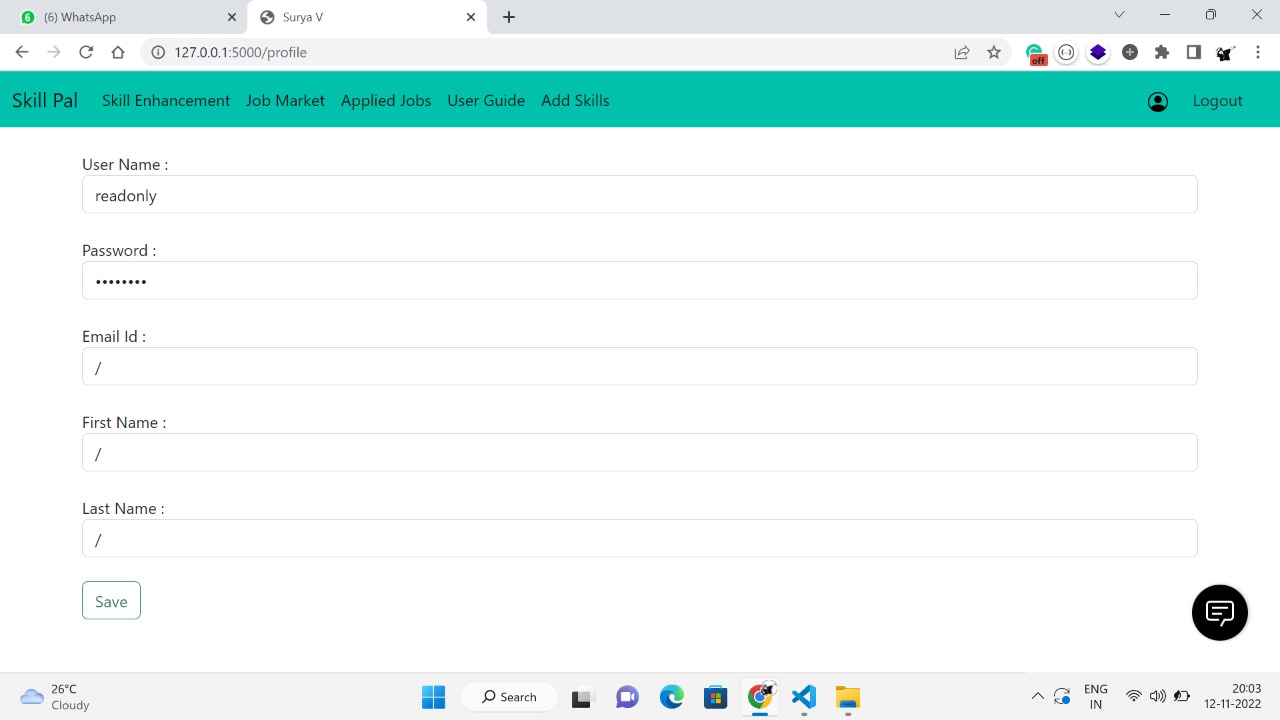 (6) WhatsApp
Surya V
127.0.0.1:5000/profile
off
Skill Pal Skill Enhancement Job Market Applied Jobs User Guide Add Skills Logout
User Name :
readonly
Password :
••••••••
Email Id :
/
First Name :
/
Last Name :
/
Save
26°C
Cloudy
Search
ENG
IN
20:03
12-11-2022